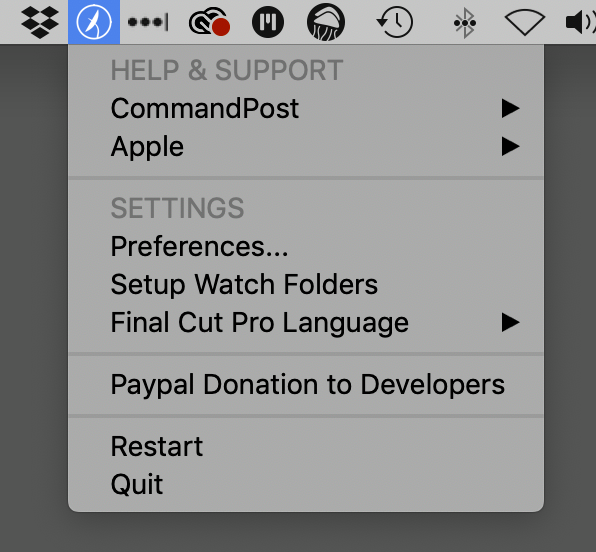 HELP & SUPPORT
CommandPost
Apple
SETTINGS
Preferences...
Setup Watch Folders
Final Cut Pro Language
Paypal Donation to Developers
Restart
Quit